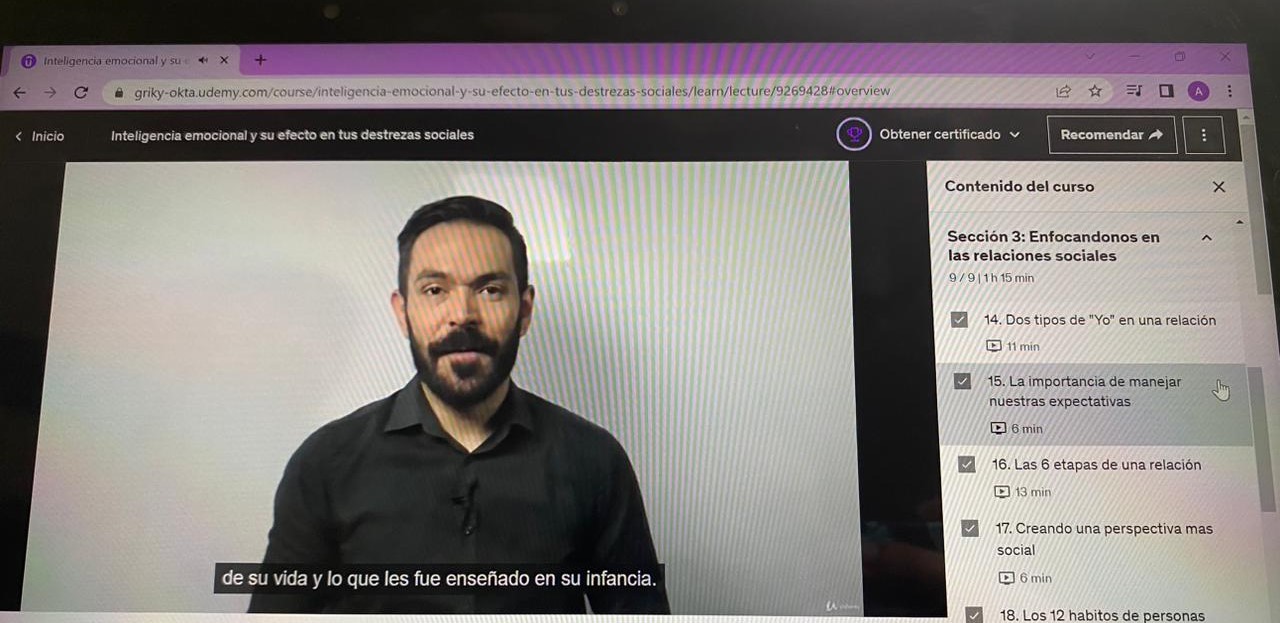 Inteligencia emocional y su e
griky-okta.udemy.com/course/inteligencia-emocional-y-su-efecto-en-tus-destrezas-sociales/learn/lecture/9269428#overview
A
Inicio
Inteligencia emocional y su efecto en tus destrezas sociales
Obtener certificado
Recomendar
Contenido del curso
Sección 3: Enfocandonos en
las relaciones sociales
9 / 9 | 1 h 15 min
14. Dos tipos de "Yo" en una relación
11 min
15. La importancia de manejar
nuestras expectativas
6 min
16. Las 6 etapas de una relación
13 min
17. Creando una perspectiva mas
social
6 min
18. Los 12 habitos de personas
de su vida y lo que les fue enseñado en su infancia.
udemy